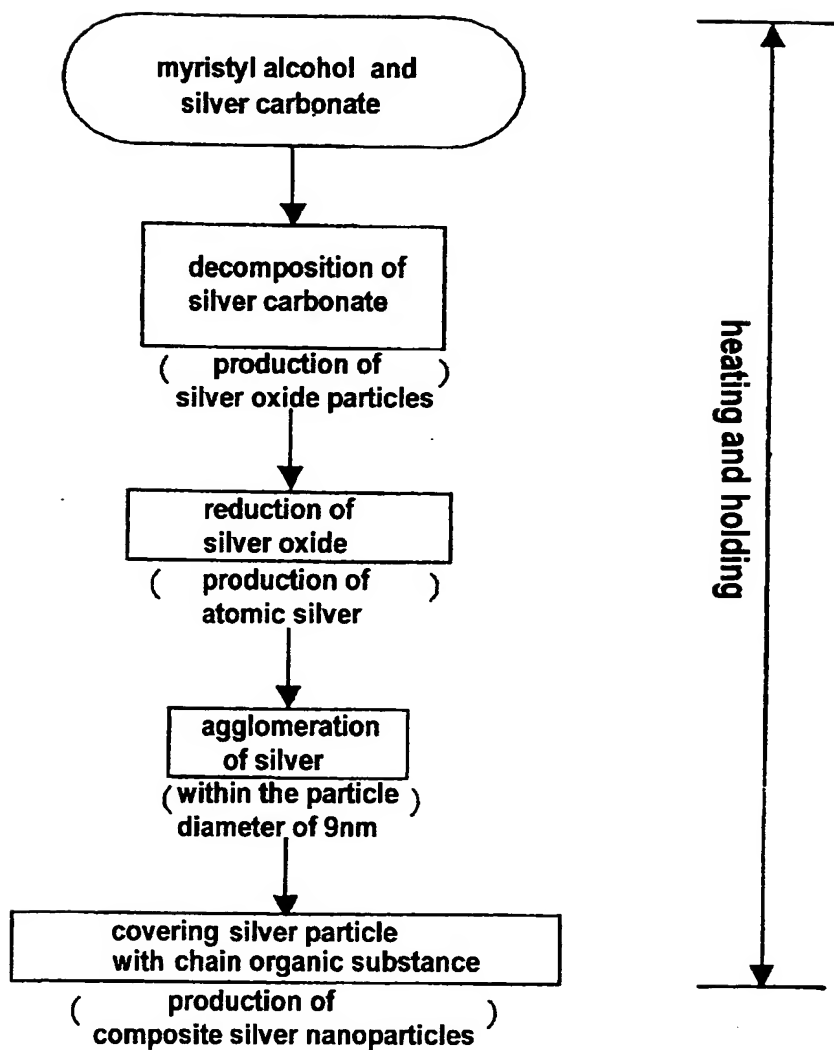 myristyl alcohol and
silver carbonate
decomposition of
silver carbonate
( production of )
silver oxide particles
reduction of
silver oxide
( production of )
atomic silver
agglomeration
of silver
(within the particle)
diameter of 9nm
covering silver particle
with chain organic substance
( production of )
composite silver nanoparticles
heating and holding